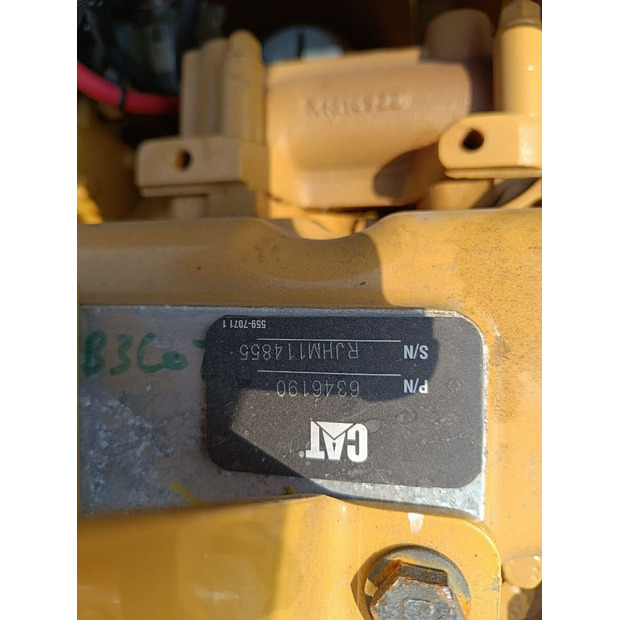 CAT®
P/N 6346190
S/N RJHM114855
559-7071 1